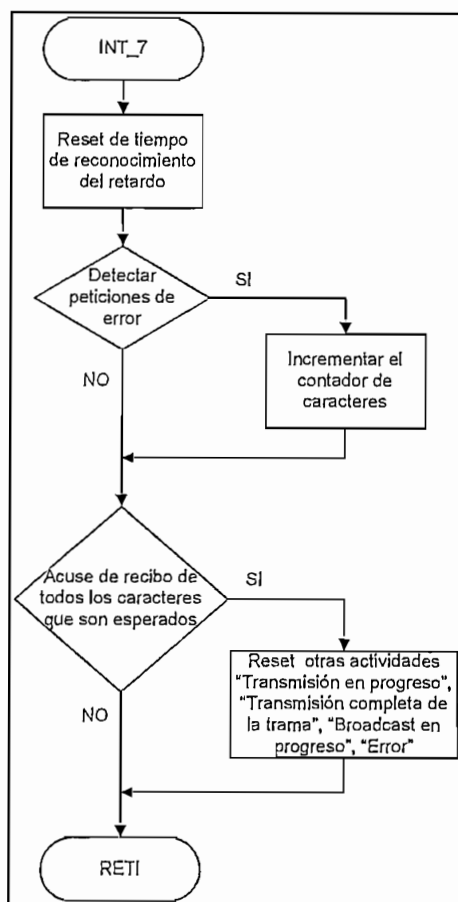 INT_7
Reset de tiempo
de reconocimiento
del retardo
Detectar
peticiones de
error
SI
NO
Incrementar el
contador de
caracteres
Acuse de recibo de
todos los caracteres
que son esperados
SI
NO
Reset otras actividades
"Transmisión en progreso",
"Transmisión completa de
la trama", "Broadcast en
progreso", "Error"
RETI